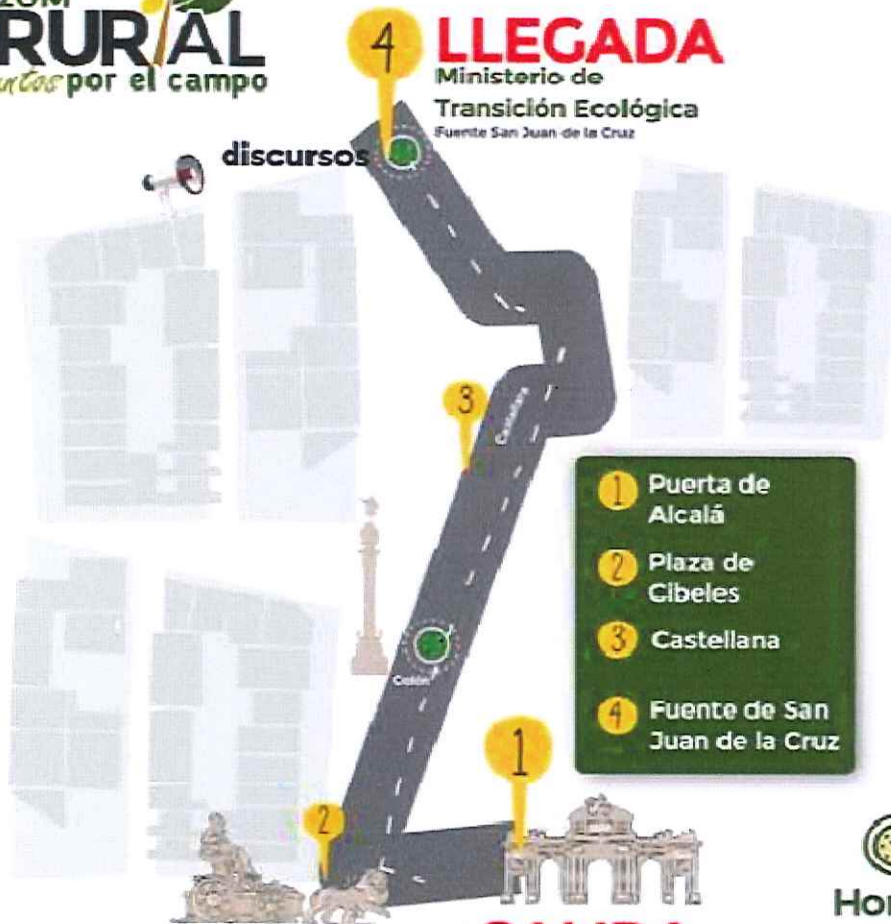 RURAL
por el campo
4
LLEGADA
Ministerio de
Transición Ecológica
Fuente San Juan de la Cruz
discursos
3
Castellana
1 Puerta de
Alcalá
2 Plaza de
Cibeles
3 Castellana
4 Fuente de San
Juan de la Cruz
Colón
1
2